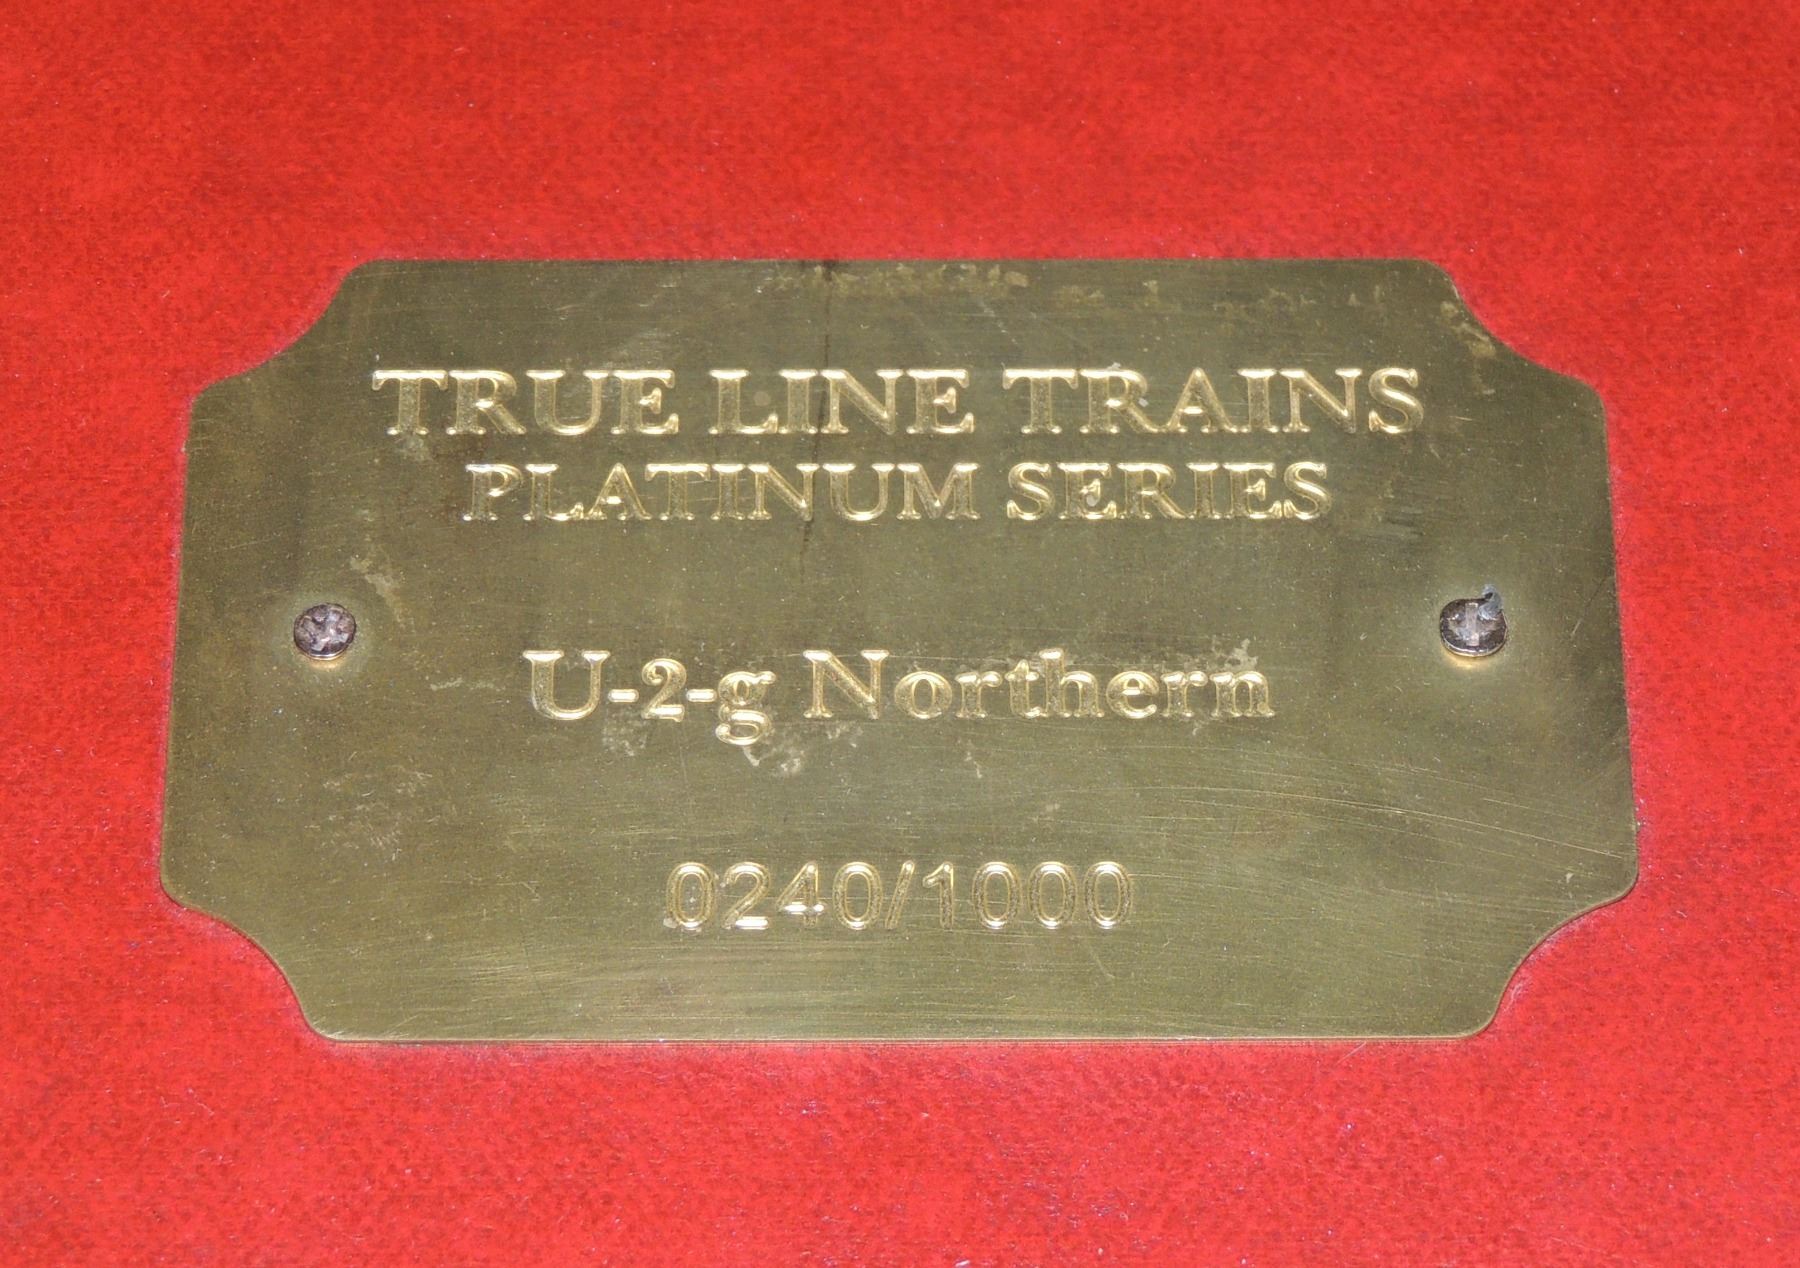 TRUE LINE TRAINS
PLATINUM SERIES
U-2-g Northern
0240/1000